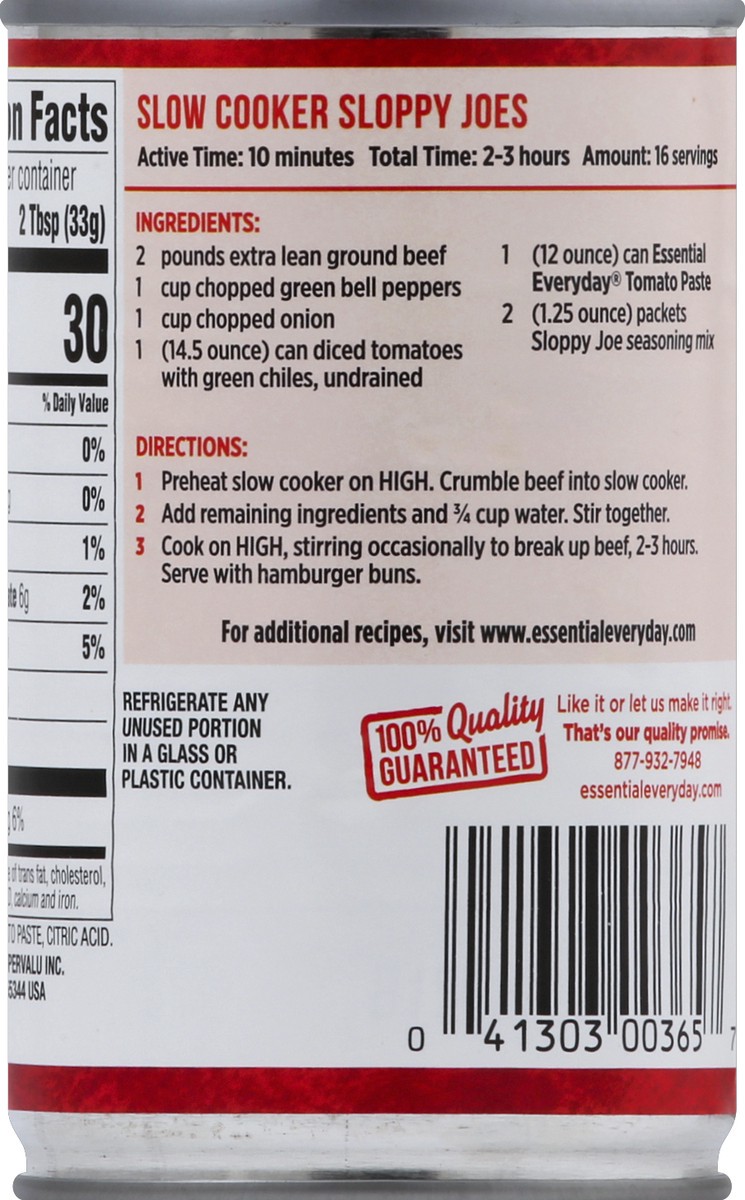 Facts
container
2 Tbsp (33g)
30
% Daily Value
0%
0%
1%
6g 2%
5%
6%
of trans fat, cholesterol,
calcium and iron.
PASTE, CITRIC ACID.
PERVALU INC.
5344 USA
SLOW COOKER SLOPPY JOES
Active Time: 10 minutes Total Time: 2-3 hours Amount: 16 servings
INGREDIENTS:
2 pounds extra lean ground beef
1 cup chopped green bell peppers
1 cup chopped onion
1 (14.5 ounce) can diced tomatoes
with green chiles, undrained
1 (12 ounce) can Essential
Everyday® Tomato Paste
2 (1.25 ounce) packets
Sloppy Joe seasoning mix
DIRECTIONS:
1 Preheat slow cooker on HIGH. Crumble beef into slow cooker.
2 Add remaining ingredients and ¾ cup water. Stir together.
3 Cook on HIGH, stirring occasionally to break up beef, 2-3 hours.
Serve with hamburger buns.
For additional recipes, visit www.essentialeveryday.com
REFRIGERATE ANY
UNUSED PORTION
IN A GLASS OR
PLASTIC CONTAINER.
100% Quality
GUARANTEED
Like it or let us make it right.
That's our quality promise.
877-932-7948
essentialeveryday.com
0 41303 00365 7